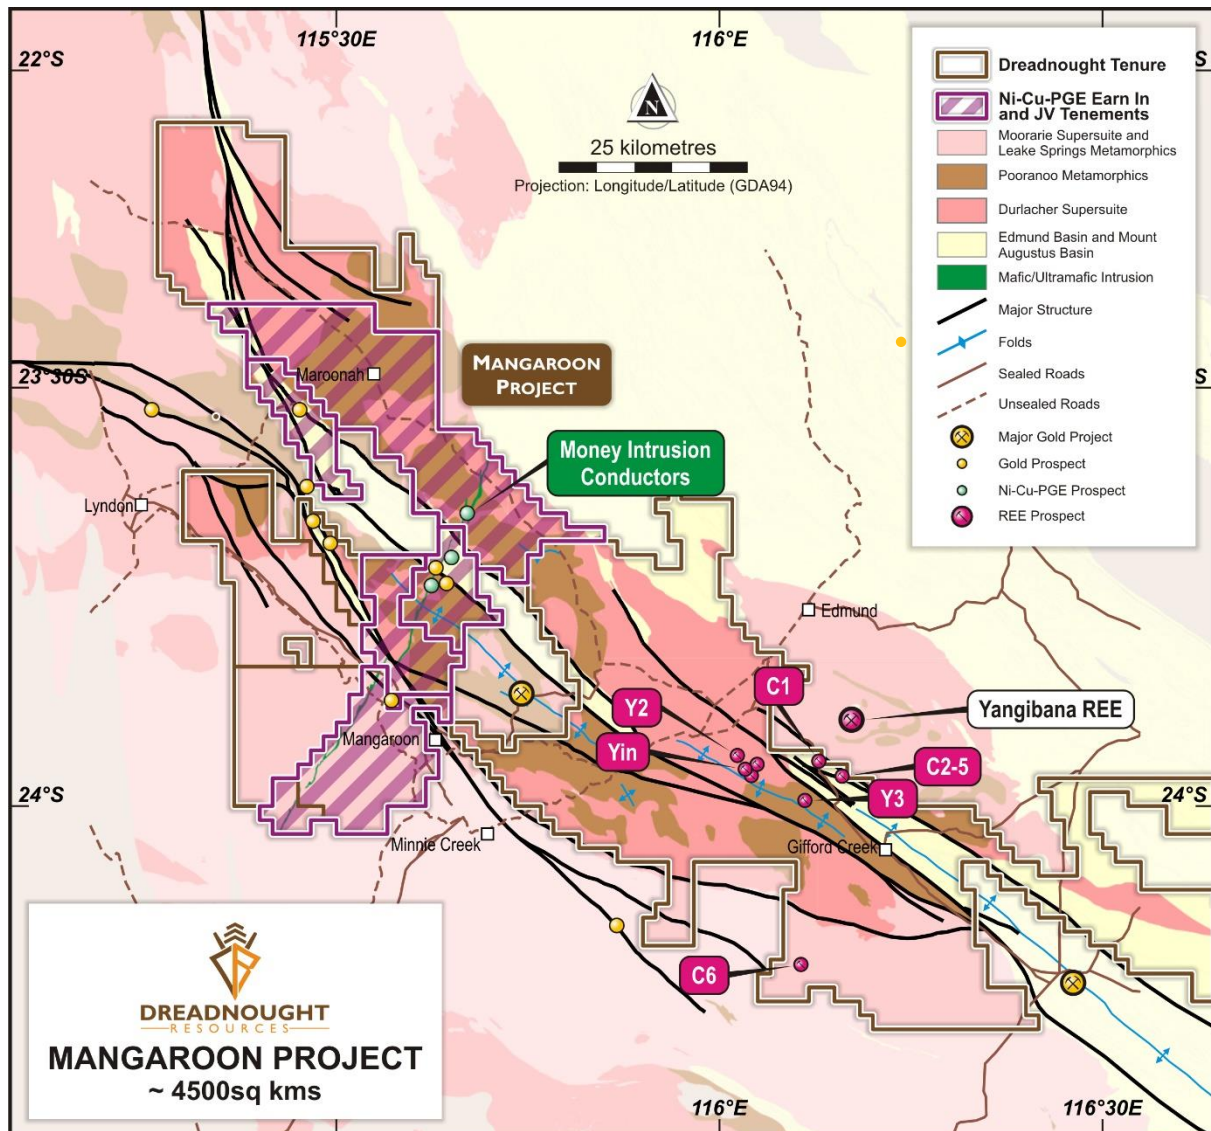 115°30E
116°E
22°S
S
N
25 kilometres
Projection: Longitude/Latitude (GDA94)
Dreadnought Tenure
Ni-Cu-PGE Earn In
and JV Tenements
Moorarie Supersuite and
Leake Springs Metamorphics
Pooranoo Metamorphics
Durlacher Supersuite
Edmund Basin and Mount
Augustus Basin
Mafic/Ultramafic Intrusion
Major Structure
Folds
Sealed Roads
Unsealed Roads
Major Gold Project
Gold Prospect
Ni-Cu-PGE Prospect
REE Prospect
23°30S
S
Maroonah
MANGAROON
PROJECT
Money Intrusion
Conductors
Lyndon
Edmund
C1
Y2
Yangibana REE
Mangaroon
Yin
C2-5
Y3
24°S
24°S
Minnie Creek
Gifford Creek
C6
DREADNOUGHT
RESOURCES
MANGAROON PROJECT
~ 4500sq kms
116°E
116°30E